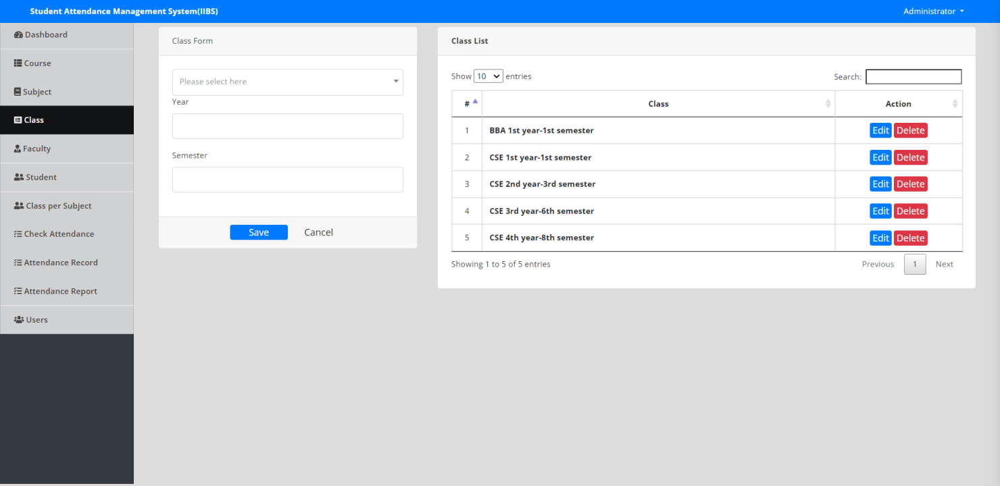 Student Attendance Management System(IIBS)
Administrator
Dashboard
Course
Subject
Class
Faculty
Student
Class per Subject
Check Attendance
Attendance Record
Attendance Report
Users
Class Form
Please select here
Year
Semester
Save Cancel
Class List
Show 10 entries
Search:
# Class Action
1 BBA 1st year-1st semester Edit Delete
2 CSE 1st year-1st semester Edit Delete
3 CSE 2nd year-3rd semester Edit Delete
4 CSE 3rd year-6th semester Edit Delete
5 CSE 4th year-8th semester Edit Delete
Showing 1 to 5 of 5 entries
Previous 1 Next